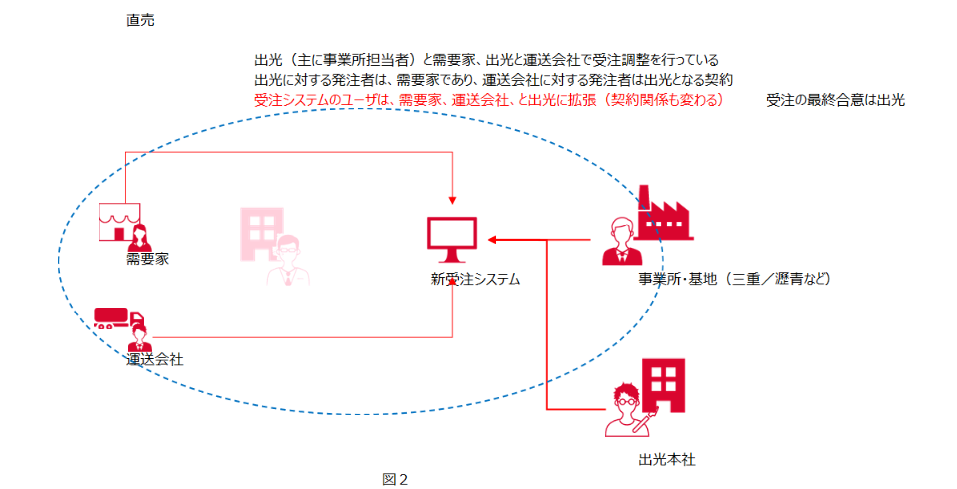 直売
出光（主に事業所担当者）と需要家、出光と運送会社で受注調整を行っている
出光に対する発注者は、需要家であり、運送会社に対する発注者は出光となる契約
受注システムのユーザは、需要家、運送会社、と出光に拡張（契約関係も変わる）
受注の最終合意は出光
需要家
新受注システム
事業所・基地（三重／瀝青など）
運送会社
出光本社
図２